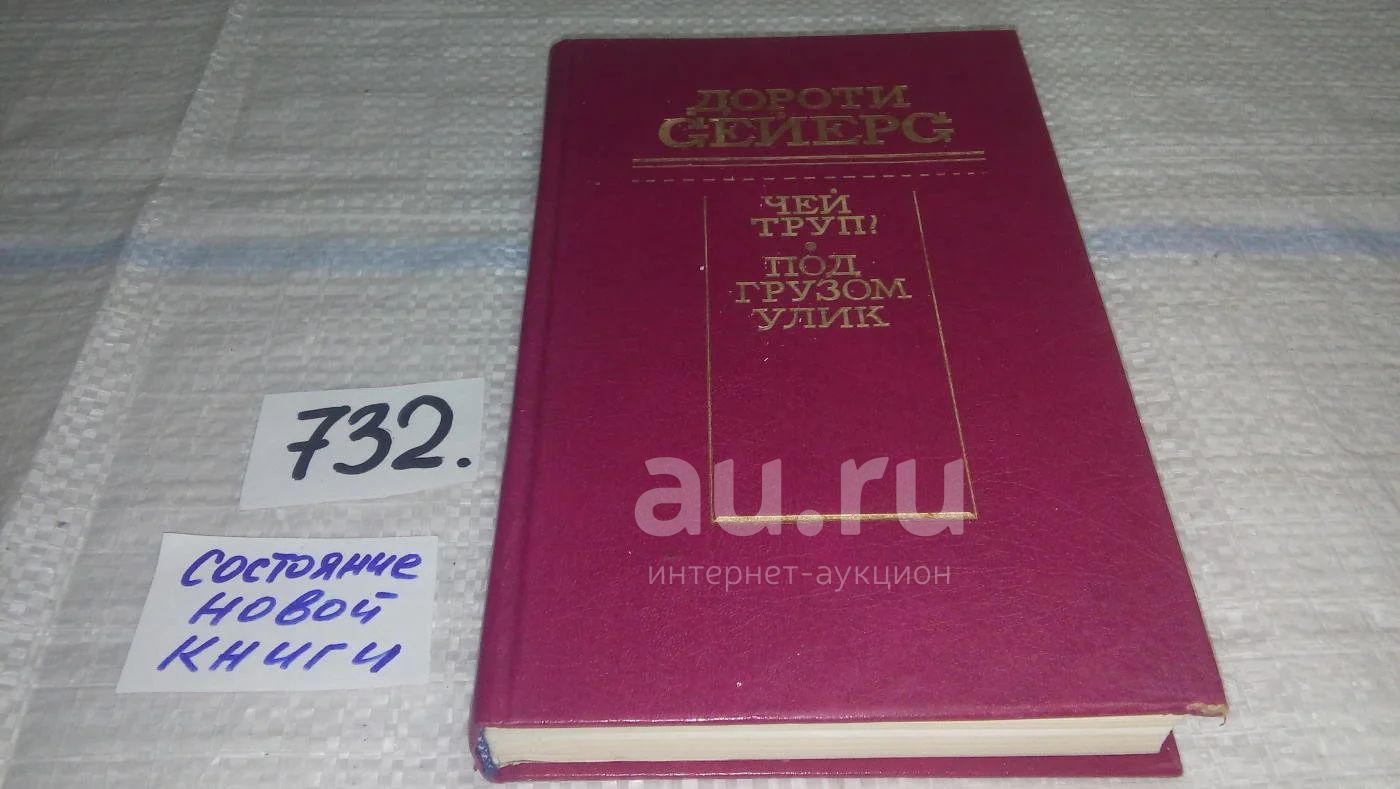 ДОРОТИ
СЕЙЕРС
ЧЕЙ
ТРУП?
ПОД
ГРУЗОМ
УЛИК
732.
состояние
новой
книги
au.ru
интернет-аукцион